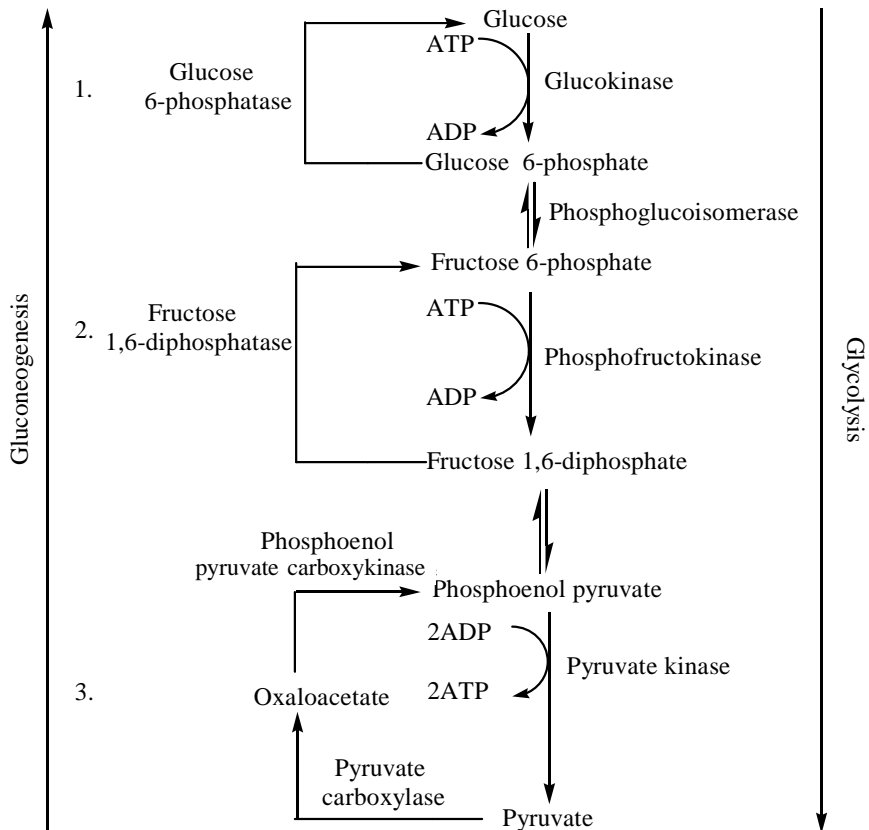 Glucose
ATP
Glucose
6-phosphatase
1.
Glucokinase
ADP
Glucose 6-phosphate
Phosphoglucoisomerase
Fructose 6-phosphate
ATP
Fructose
1,6-diphosphatase
2.
Phosphofructokinase
ADP
Fructose 1,6-diphosphate
Gluconeogenesis
Glycolysis
Phosphoenol
pyruvate carboxykinase
Phosphoenol pyruvate
2ADP
Pyruvate kinase
3.
Oxaloacetate
2ATP
Pyruvate
carboxylase
Pyruvate